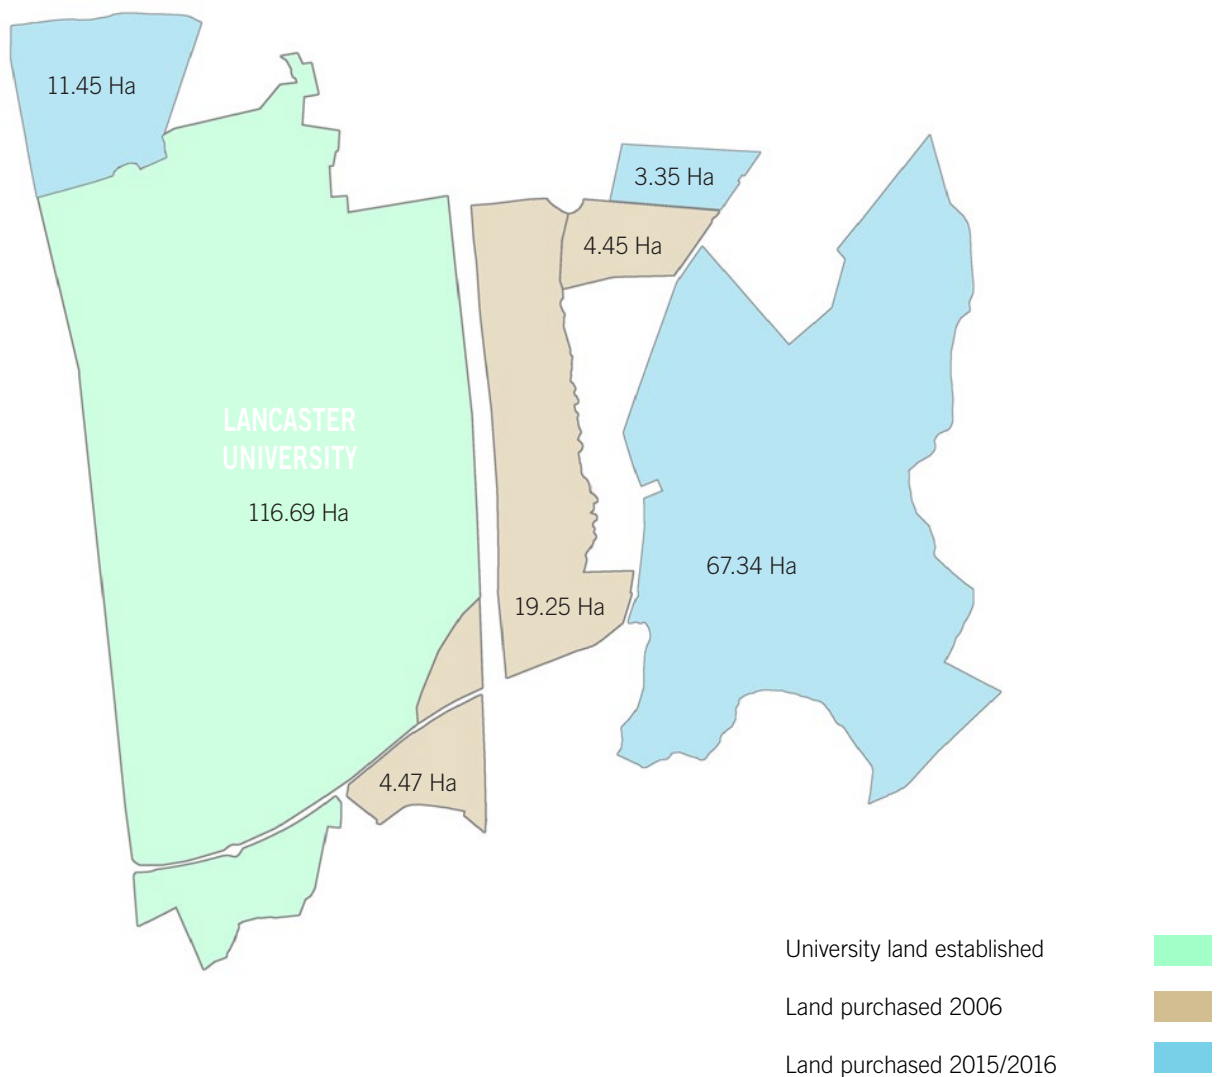 11.45 Ha
3.35 Ha
4.45 Ha
LANCASTER
UNIVERSITY
116.69 Ha
67.34 Ha
19.25 Ha
4.47 Ha
University land established
Land purchased 2006
Land purchased 2015/2016